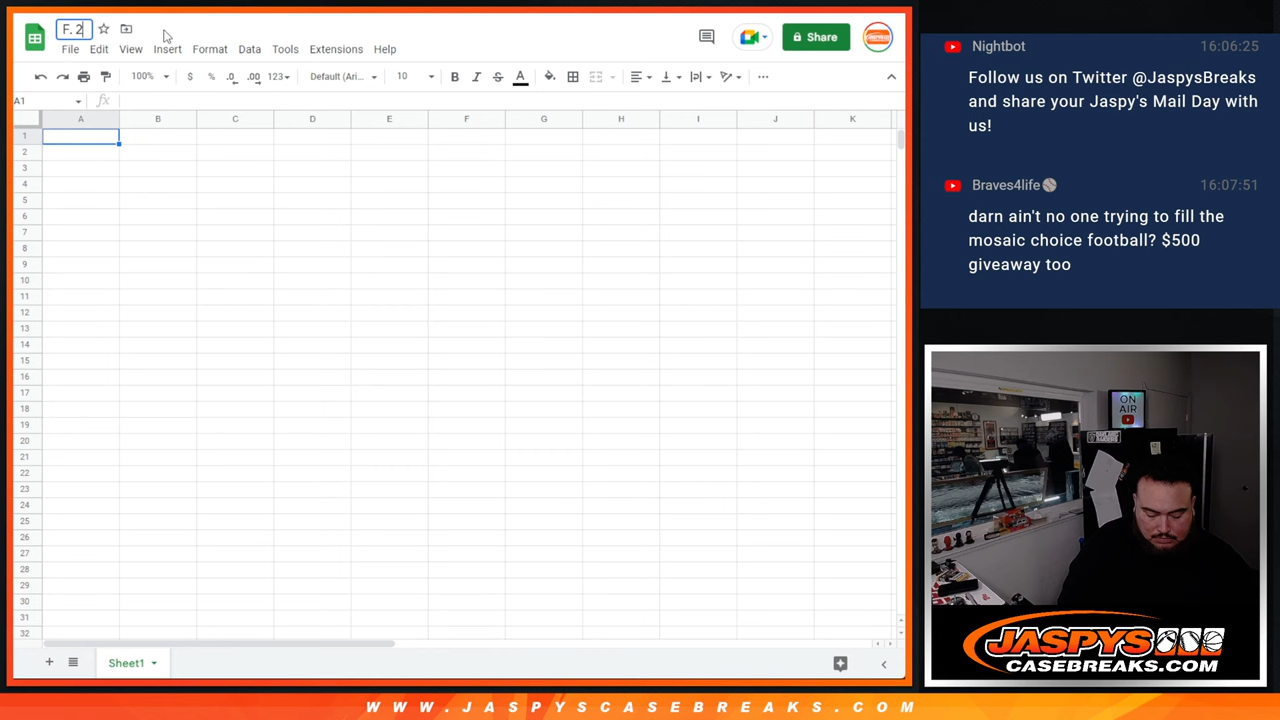 F. 2
File Edit View Insert Format Data Tools Extensions Help
Share
100% $ % .0 .00 123 Default (Ari... 10 B I S A
A1 fx
A B C D E F G H I J K
1
2
3
4
5
6
7
8
9
10
11
12
13
14
15
16
17
18
19
20
21
22
23
24
25
26
27
28
29
30
31
32
Sheet1
Nightbot 16:06:25
Follow us on Twitter @JaspysBreaks
and share your Jaspy's Mail Day with
us!
Braves4life 16:07:51
darn ain't no one trying to fill the
mosaic choice football? $500
giveaway too
ON
AIR
JASPYS
CASEBREAKS.COM
WWW.JASPYSCASEBREAKS.COM